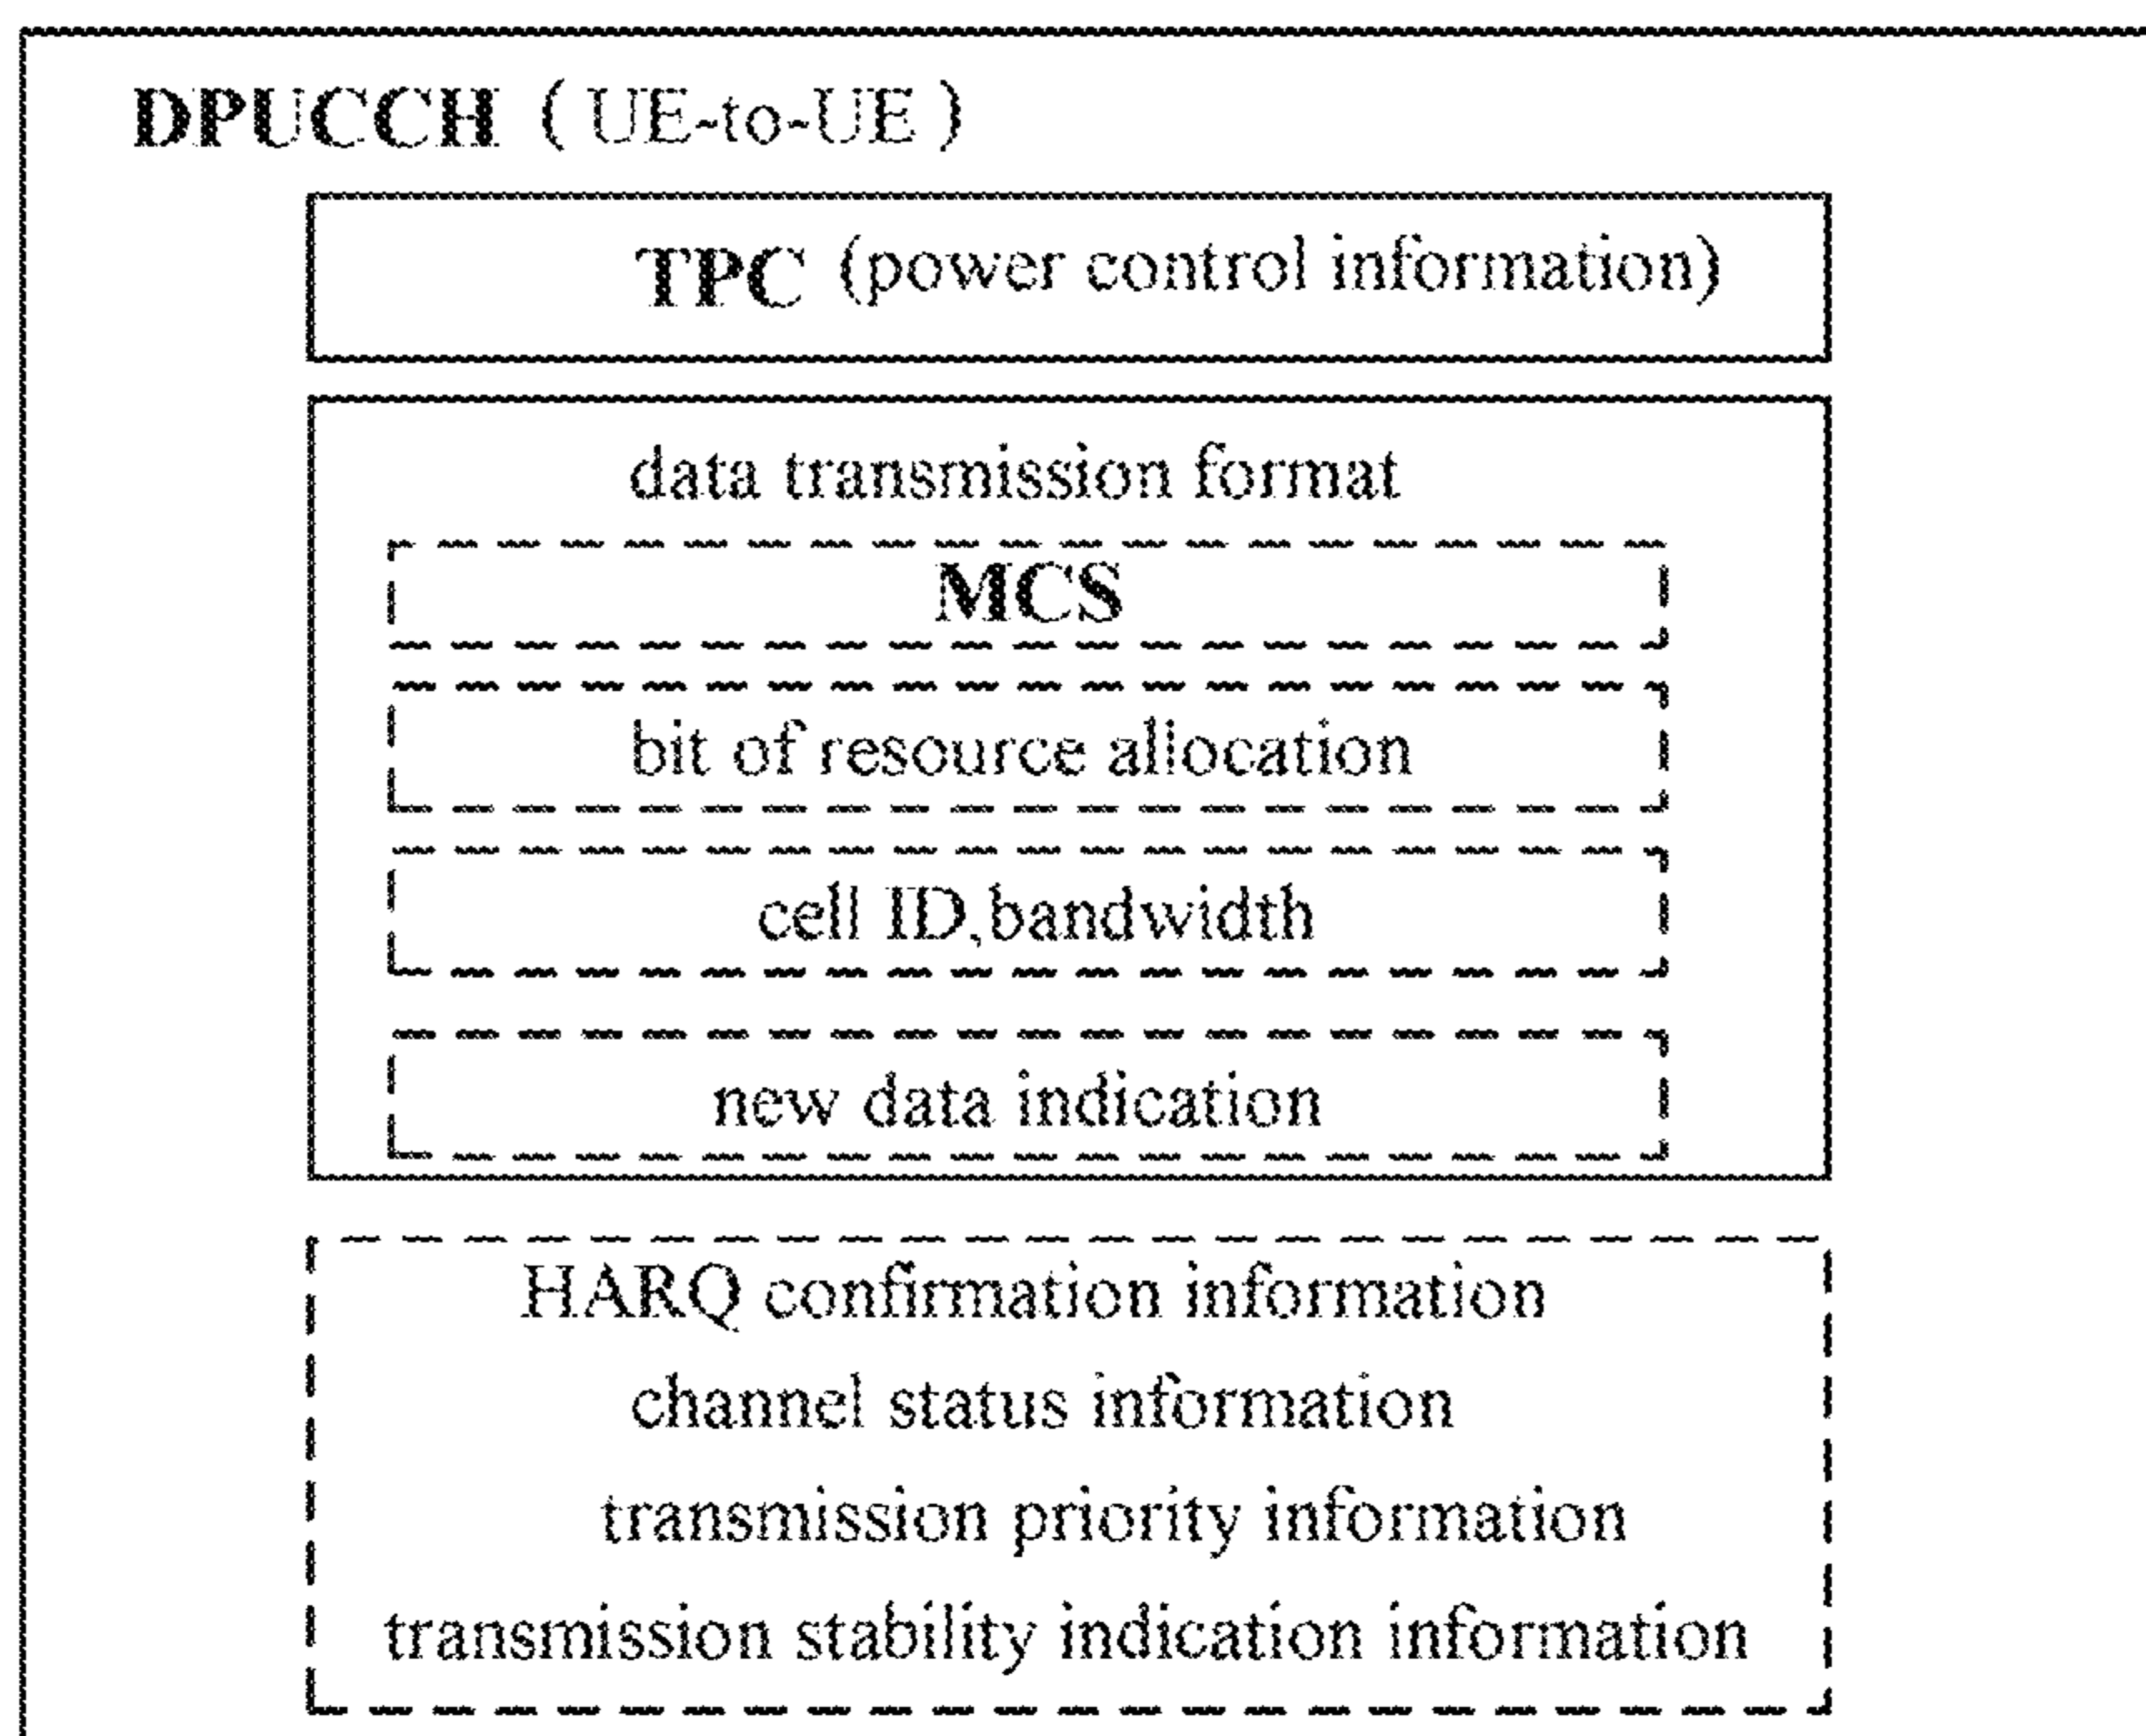 DPUCCH ( UE-to-UE )
TPC (power control information)
data transmission format
MCS
bit of resource allocation
cell ID,bandwidth
new data indication
HARQ confirmation information
channel status information
transmission priority information
transmission stability indication information